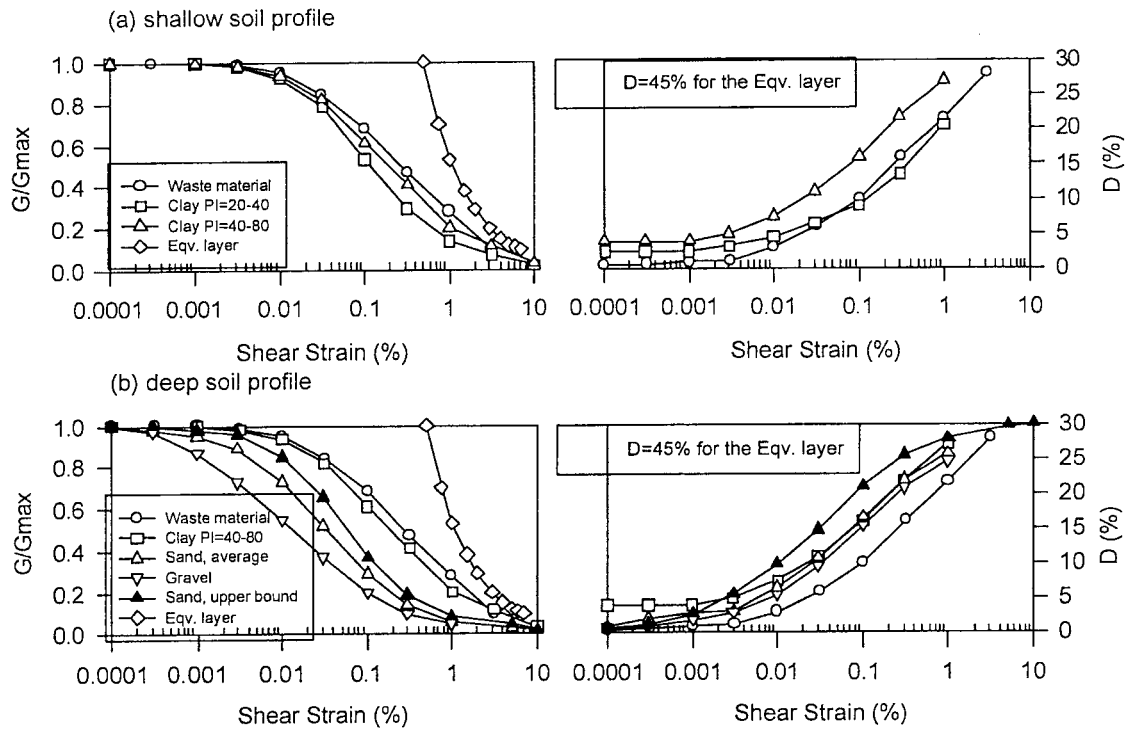 (a) shallow soil profile
1.0
0.8
0.6
0.4
0.2
0.0
G/Gmax
Waste material
Clay PI=20-40
Clay PI=40-80
Eqv. layer
0.0001 0.001 0.01 0.1 1 10
Shear Strain (%)
D=45% for the Eqv. layer
30
25
20
15
10
5
0
D (%)
0.0001 0.001 0.01 0.1 1 10
Shear Strain (%)
(b) deep soil profile
1.0
0.8
0.6
0.4
0.2
0.0
G/Gmax
Waste material
Clay PI=40-80
Sand, average
Gravel
Sand, upper bound
Eqv. layer
0.0001 0.001 0.01 0.1 1 10
Shear Strain (%)
D=45% for the Eqv. layer
30
25
20
15
10
5
0
D (%)
0.0001 0.001 0.01 0.1 1 10
Shear Strain (%)